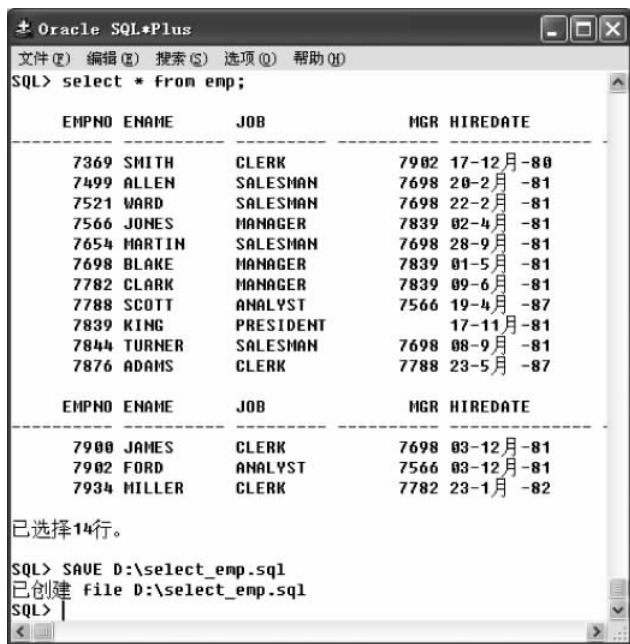 Oracle SQL*Plus
文件(F) 编辑(E) 搜索(S) 选项(O) 帮助(H)
SQL> select * from emp;
EMPNO ENAME JOB MGR HIREDATE
---------- ---------- --------- ---------- -------------- -
7369 SMITH CLERK 7902 17-12月-80
7499 ALLEN SALESMAN 7698 20-2月 -81
7521 WARD SALESMAN 7698 22-2月 -81
7566 JONES MANAGER 7839 02-4月 -81
7654 MARTIN SALESMAN 7698 28-9月 -81
7698 BLAKE MANAGER 7839 01-5月 -81
7782 CLARK MANAGER 7839 09-6月 -81
7788 SCOTT ANALYST 7566 19-4月 -87
7839 KING PRESIDENT 17-11月-81
7844 TURNER SALESMAN 7698 08-9月 -81
7876 ADAMS CLERK 7788 23-5月 -87
EMPNO ENAME JOB MGR HIREDATE
---------- ---------- --------- ---------- -------------- -
7900 JAMES CLERK 7698 03-12月-81
7902 FORD ANALYST 7566 03-12月-81
7934 MILLER CLERK 7782 23-1月 -82
已选择14行。
SQL> SAVE D:\select_emp.sql
已创建 file D:\select_emp.sql
SQL>